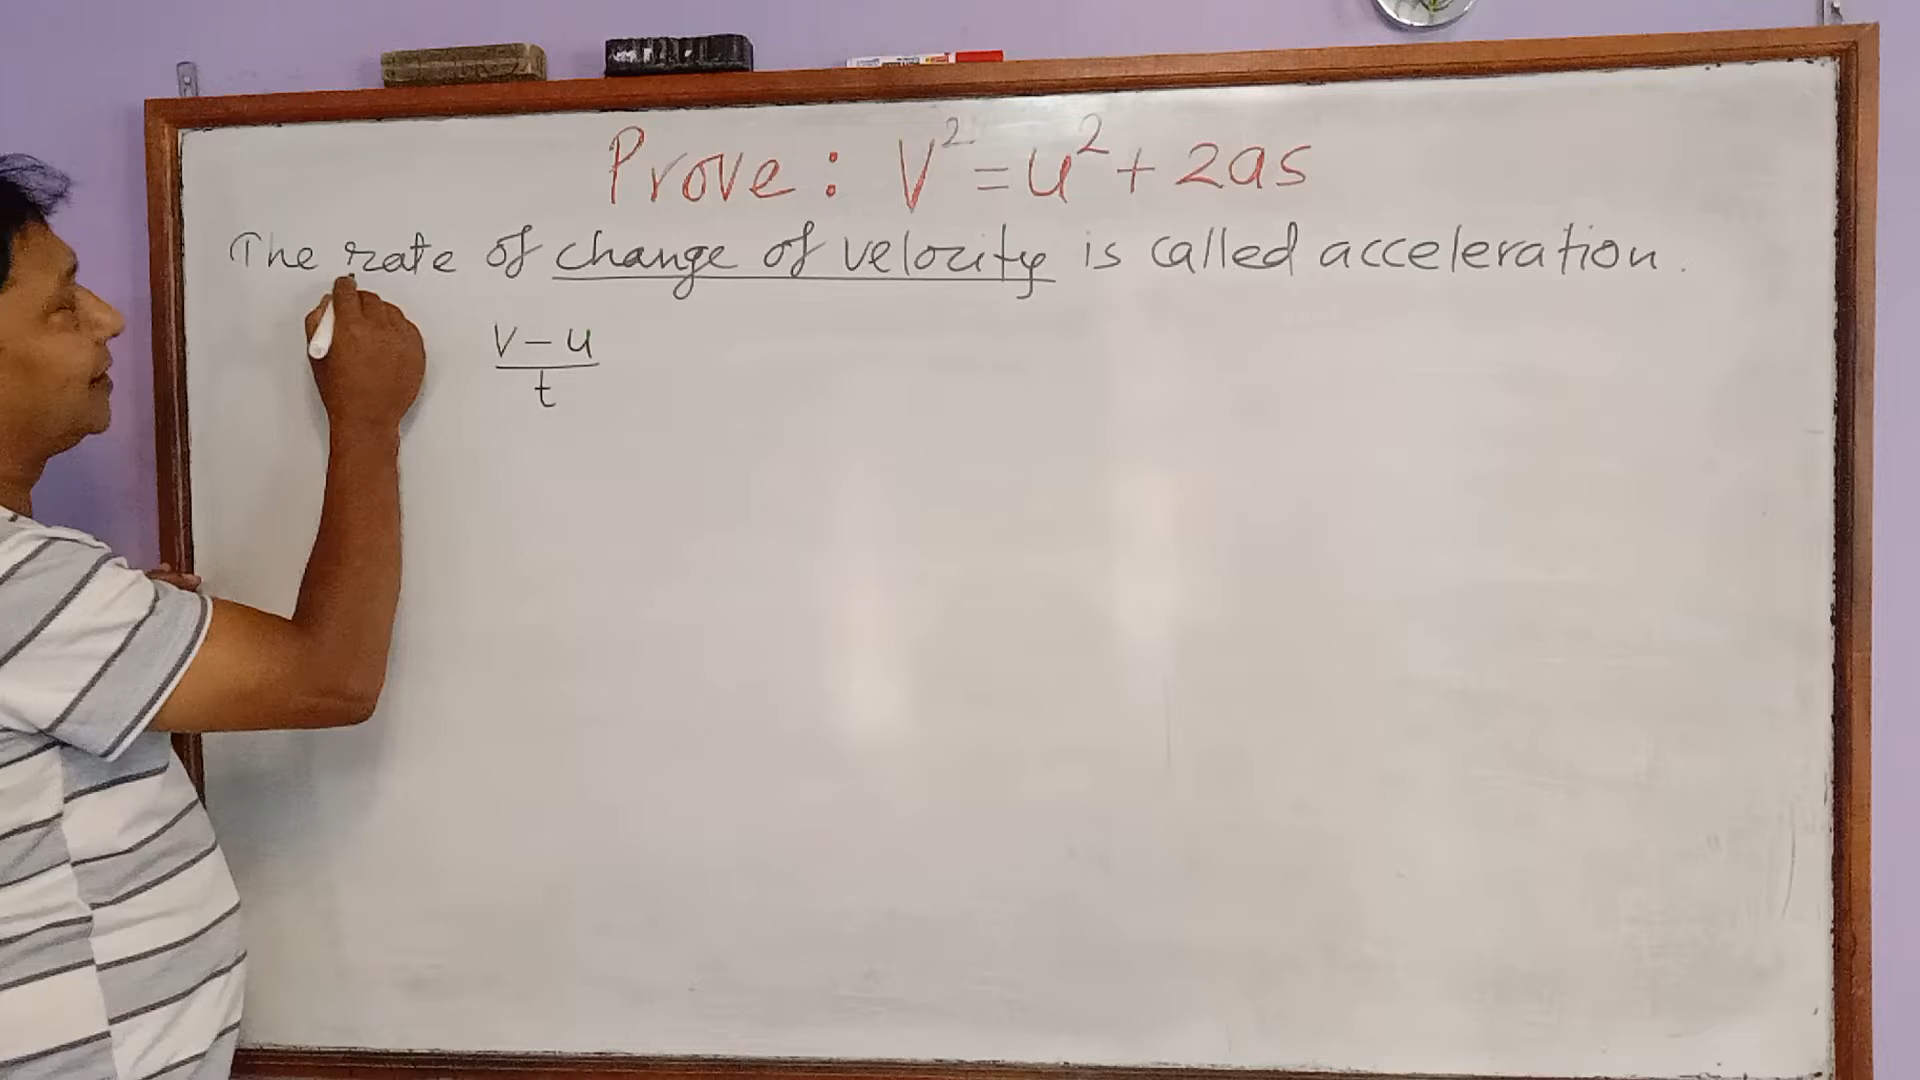 Prove: V² = u² + 2as
The rate of change of velocity is called acceleration.
V - u
t